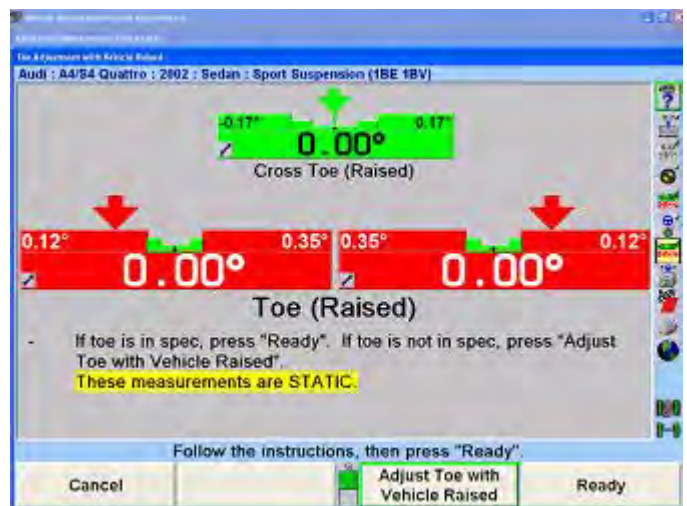 Toe Adjustment with Vehicle Raised
Audi : A4/S4 Quattro : 2002 : Sedan : Sport Suspension (1BE 1BV)
-0.17° 0.17°
0.00°
Cross Toe (Raised)
0.12° 0.35° 0.35° 0.12°
0.00° 0.00°
Toe (Raised)
- If toe is in spec, press "Ready". If toe is not in spec, press "Adjust
Toe with Vehicle Raised".
These measurements are STATIC.
Follow the instructions, then press "Ready".
Cancel
Adjust Toe with
Vehicle Raised
Ready